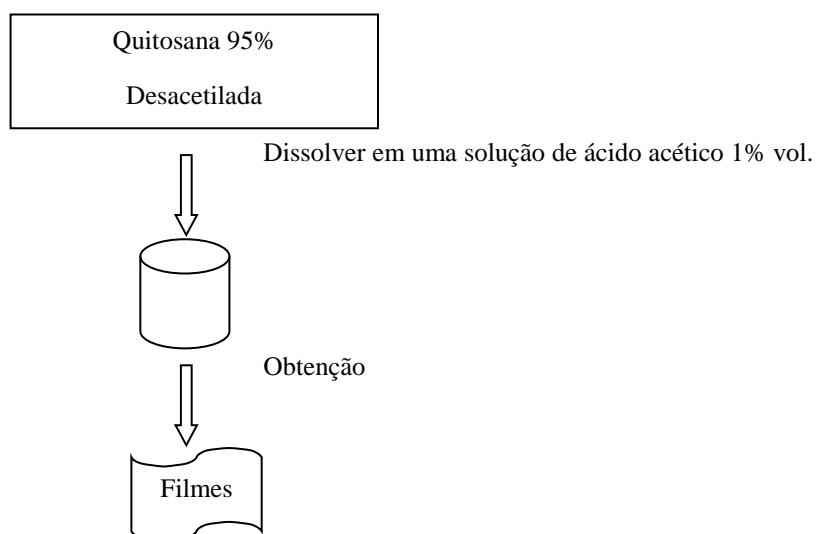 Quitosana 95%
Desacetilada
Dissolver em uma solução de ácido acético 1% vol.
Obtenção
Filmes